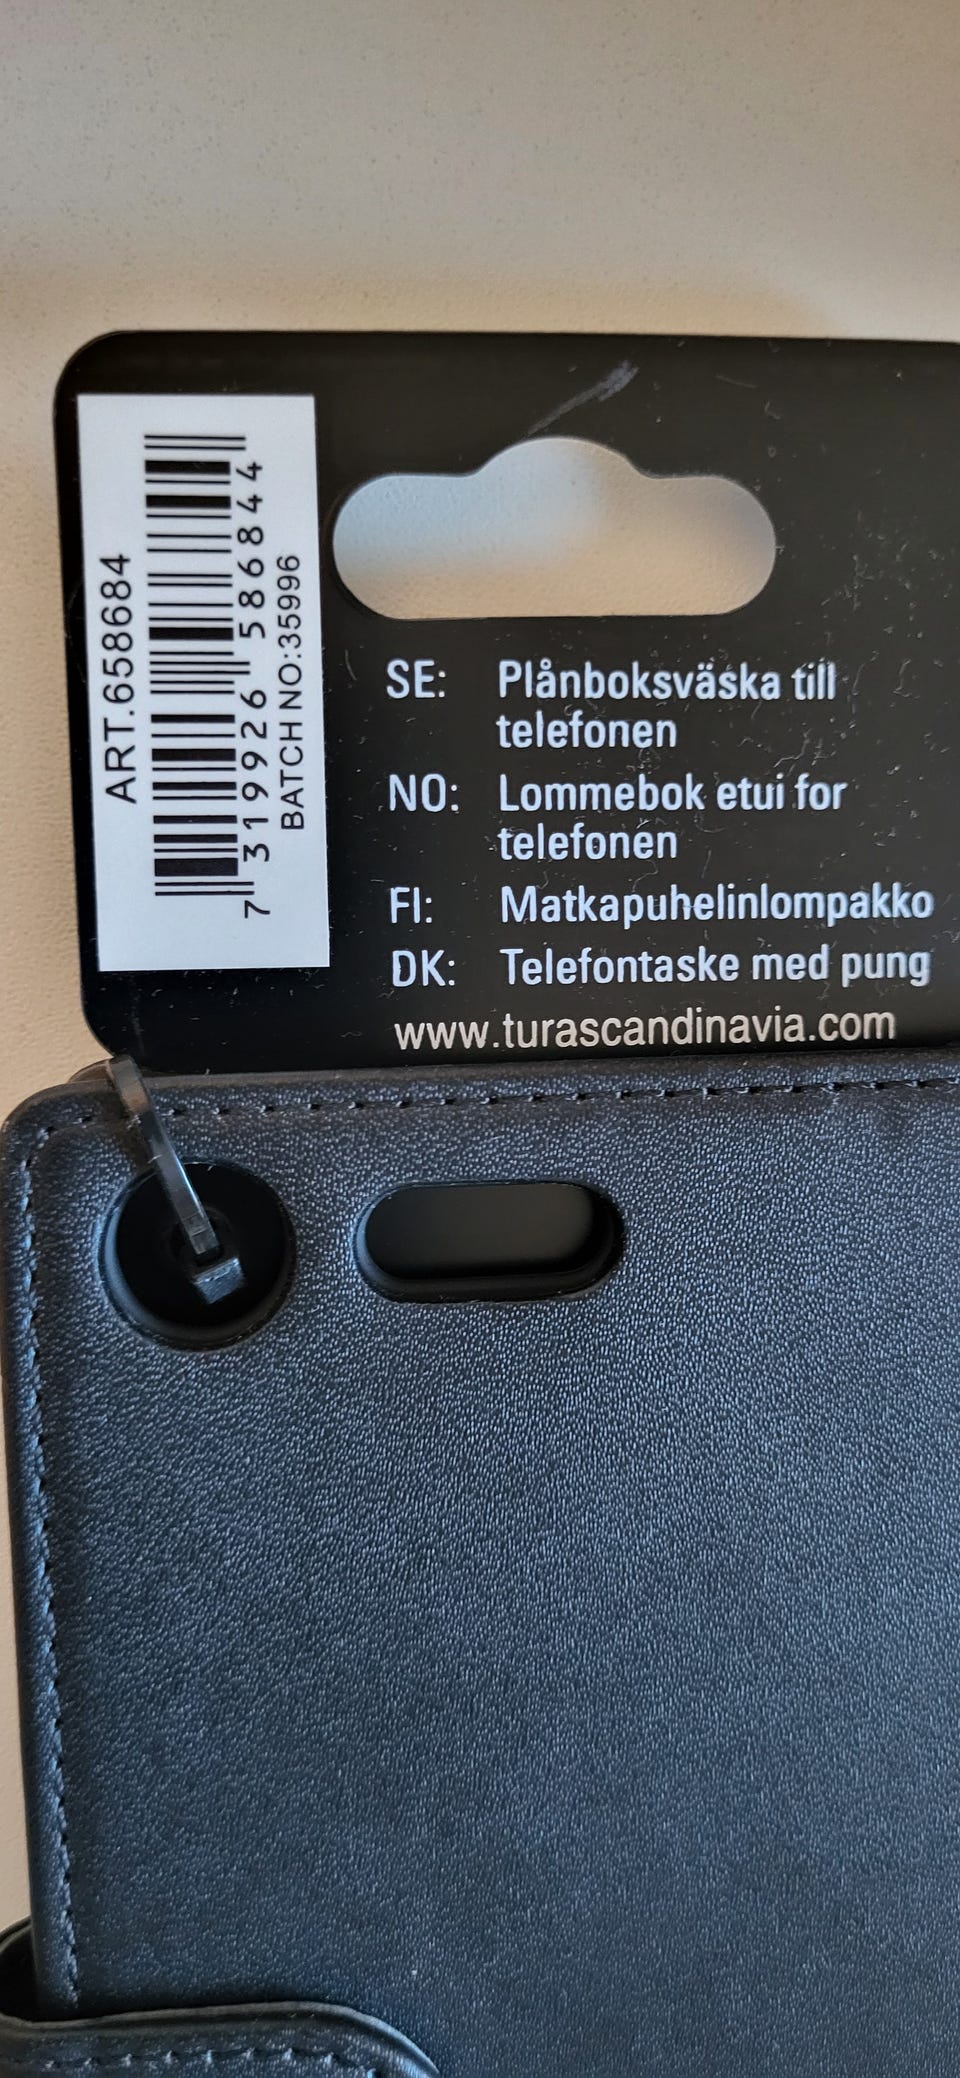 ART.658684
7 319926 586844
BATCH NO:35996
SE: Plånboksväska till
telefonen
NO: Lommebok etui for
telefonen
FI: Matkapuhelinlompakko
DK: Telefontaske med pung
www.turascandinavia.com